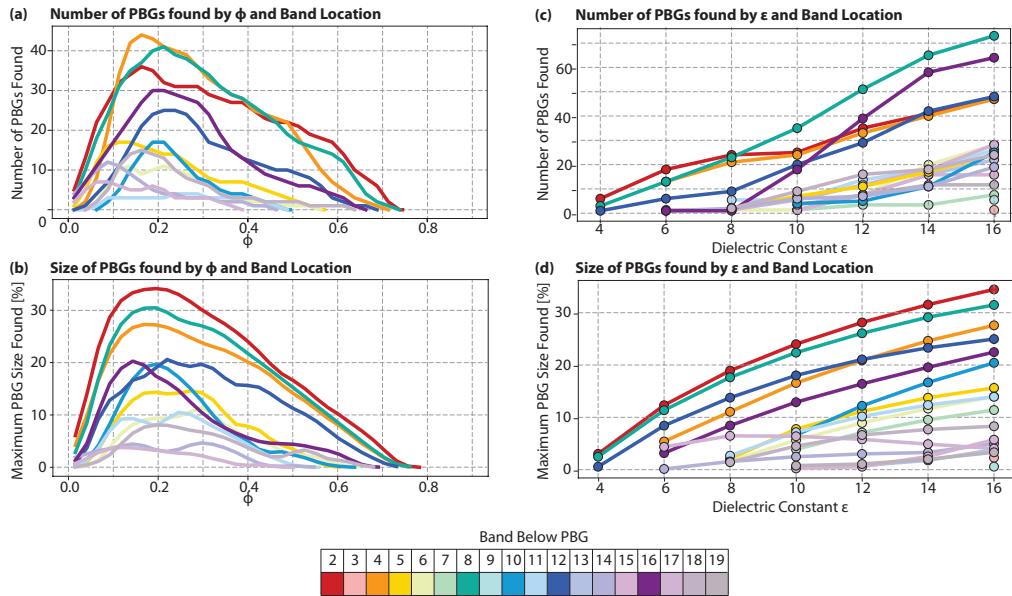 (a) Number of PBGs found by ϕ and Band Location
Number of PBGs Found
40
30
20
10
0
0.0 0.2 0.4 0.6 0.8
ϕ
(b) Size of PBGs found by ϕ and Band Location
Maximum PBG Size Found [%]
30
20
10
0
0.0 0.2 0.4 0.6 0.8
ϕ
(c) Number of PBGs found by ε and Band Location
Number of PBGs Found
60
40
20
0
4 6 8 10 12 14 16
Dielectric Constant ε
(d) Size of PBGs found by ε and Band Location
Maximum PBG Size Found [%]
30
20
10
0
4 6 8 10 12 14 16
Dielectric Constant ε
Band Below PBG
2 3 4 5 6 7 8 9 10 11 12 13 14 15 16 17 18 19